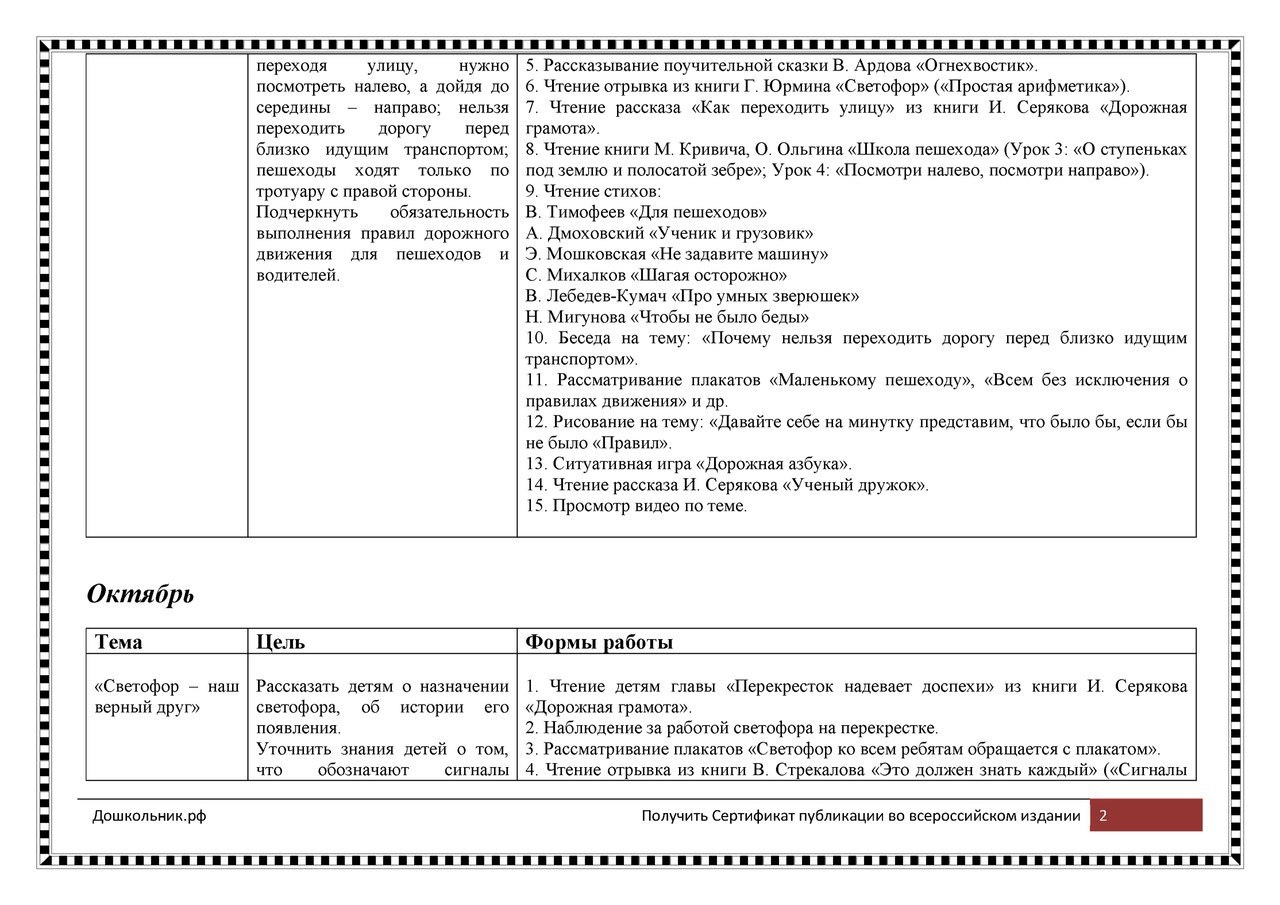 переходя улицу, нужно
посмотреть налево, а дойдя до
середины – направо; нельзя
переходить дорогу перед
близко идущим транспортом;
пешеходы ходят только по
тротуару с правой стороны.
Подчеркнуть обязательность
выполнения правил дорожного
движения для пешеходов и
водителей.
5. Рассказывание поучительной сказки В. Ардова «Огнехвостик».
6. Чтение отрывка из книги Г. Юрмина «Светофор» («Простая арифметика»).
7. Чтение рассказа «Как переходить улицу» из книги И. Серякова «Дорожная
грамота».
8. Чтение книги М. Кривича, О. Ольгина «Школа пешехода» (Урок 3: «О ступеньках
под землю и полосатой зебре»; Урок 4: «Посмотри налево, посмотри направо»).
9. Чтение стихов:
В. Тимофеев «Для пешеходов»
А. Дмоховский «Ученик и грузовик»
Э. Мошковская «Не задавите машину»
С. Михалков «Шагая осторожно»
В. Лебедев-Кумач «Про умных зверюшек»
Н. Мигунова «Чтобы не было беды»
10. Беседа на тему: «Почему нельзя переходить дорогу перед близко идущим
транспортом».
11. Рассматривание плакатов «Маленькому пешеходу», «Всем без исключения о
правилах движения» и др.
12. Рисование на тему: «Давайте себе на минутку представим, что было бы, если бы
не было «Правил».
13. Ситуативная игра «Дорожная азбука».
14. Чтение рассказа И. Серякова «Ученый дружок».
15. Просмотр видео по теме.
Октябрь
Тема
Цель
Формы работы
«Светофор – наш
верный друг»
Рассказать детям о назначении
светофора, об истории его
появления.
Уточнить знания детей о том,
что обозначают сигналы
1. Чтение детям главы «Перекресток надевает доспехи» из книги И. Серякова
«Дорожная грамота».
2. Наблюдение за работой светофора на перекрестке.
3. Рассматривание плакатов «Светофор ко всем ребятам обращается с плакатом».
4. Чтение отрывка из книги В. Стрекалова «Это должен знать каждый» («Сигналы
Дошкольник.рф
Получить Сертификат публикации во всероссийском издании 2